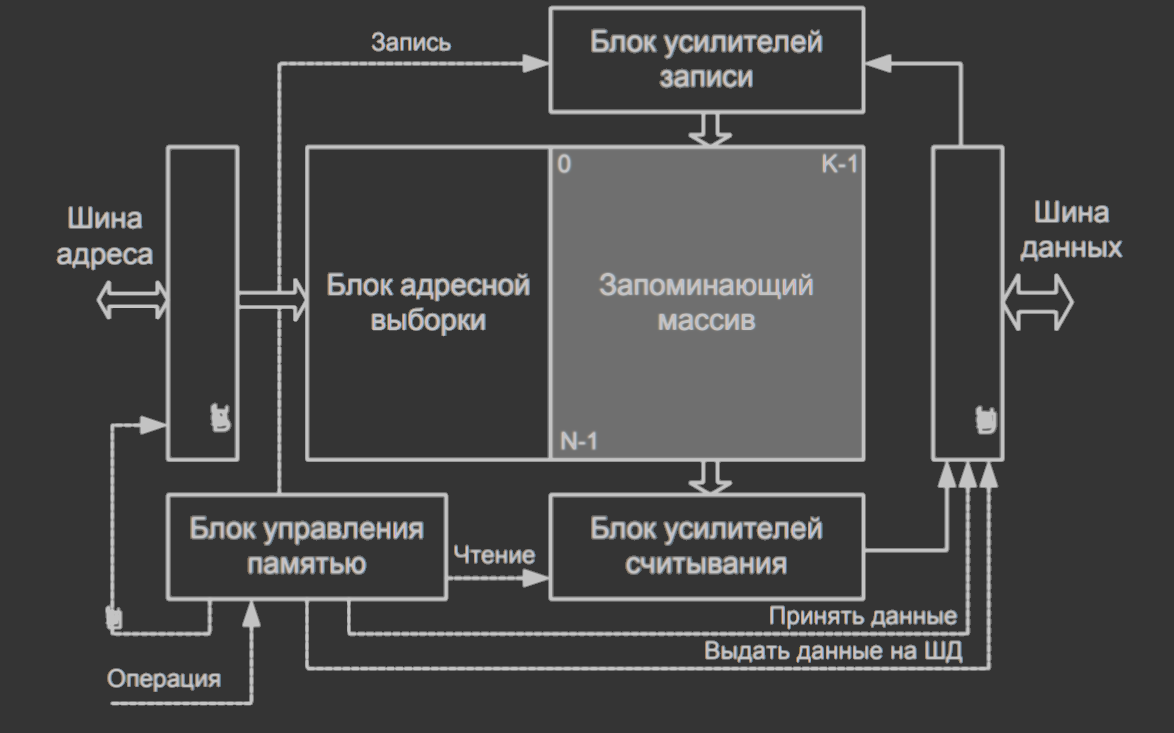 Запись
Блок усилителей
записи
0
K-1
Шина
адреса
Шина
данных
Блок адресной
выборки
Запоминающий
массив
N-1
Блок управления
памятью
Чтение
Блок усилителей
считывания
Принять данные
Выдать данные на ШД
Операция